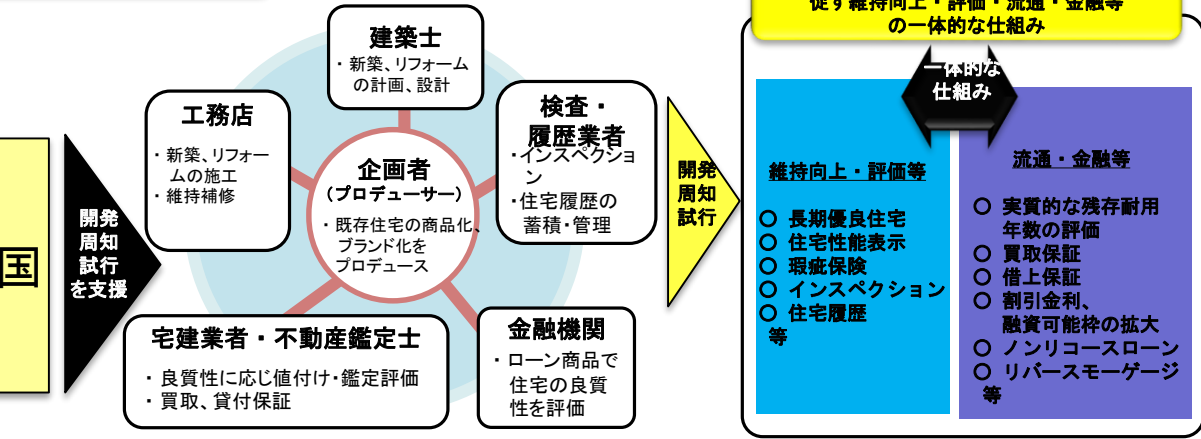 国
開発
周知
試行
を支援
建築士
・新築、リフォーム
の計画、設計
工務店
・新築、リフォー
ムの施工
・維持補修
検査・
履歴業者
・インスペクショ
ン
・住宅履歴の
蓄積・管理
企画者
(プロデューサー)
・既存住宅の商品化、
ブランド化を
プロデュース
宅建業者・不動産鑑定士
・良質性に応じ値付け・鑑定評価
・買取、貸付保証
金融機関
・ローン商品で
住宅の良質
性を評価
開発
周知
試行
促す維持向上・評価・流通・金融等
の一体的な仕組み
一体的な
仕組み
維持向上・評価等
○ 長期優良住宅
○ 住宅性能表示
○ 瑕疵保険
○ インスペクション
○ 住宅履歴
等
流通・金融等
○ 実質的な残存耐用
年数の評価
○ 買取保証
○ 借上保証
○ 割引金利、
融資可能枠の拡大
○ ノンリコースローン
○ リバースモーゲージ
等